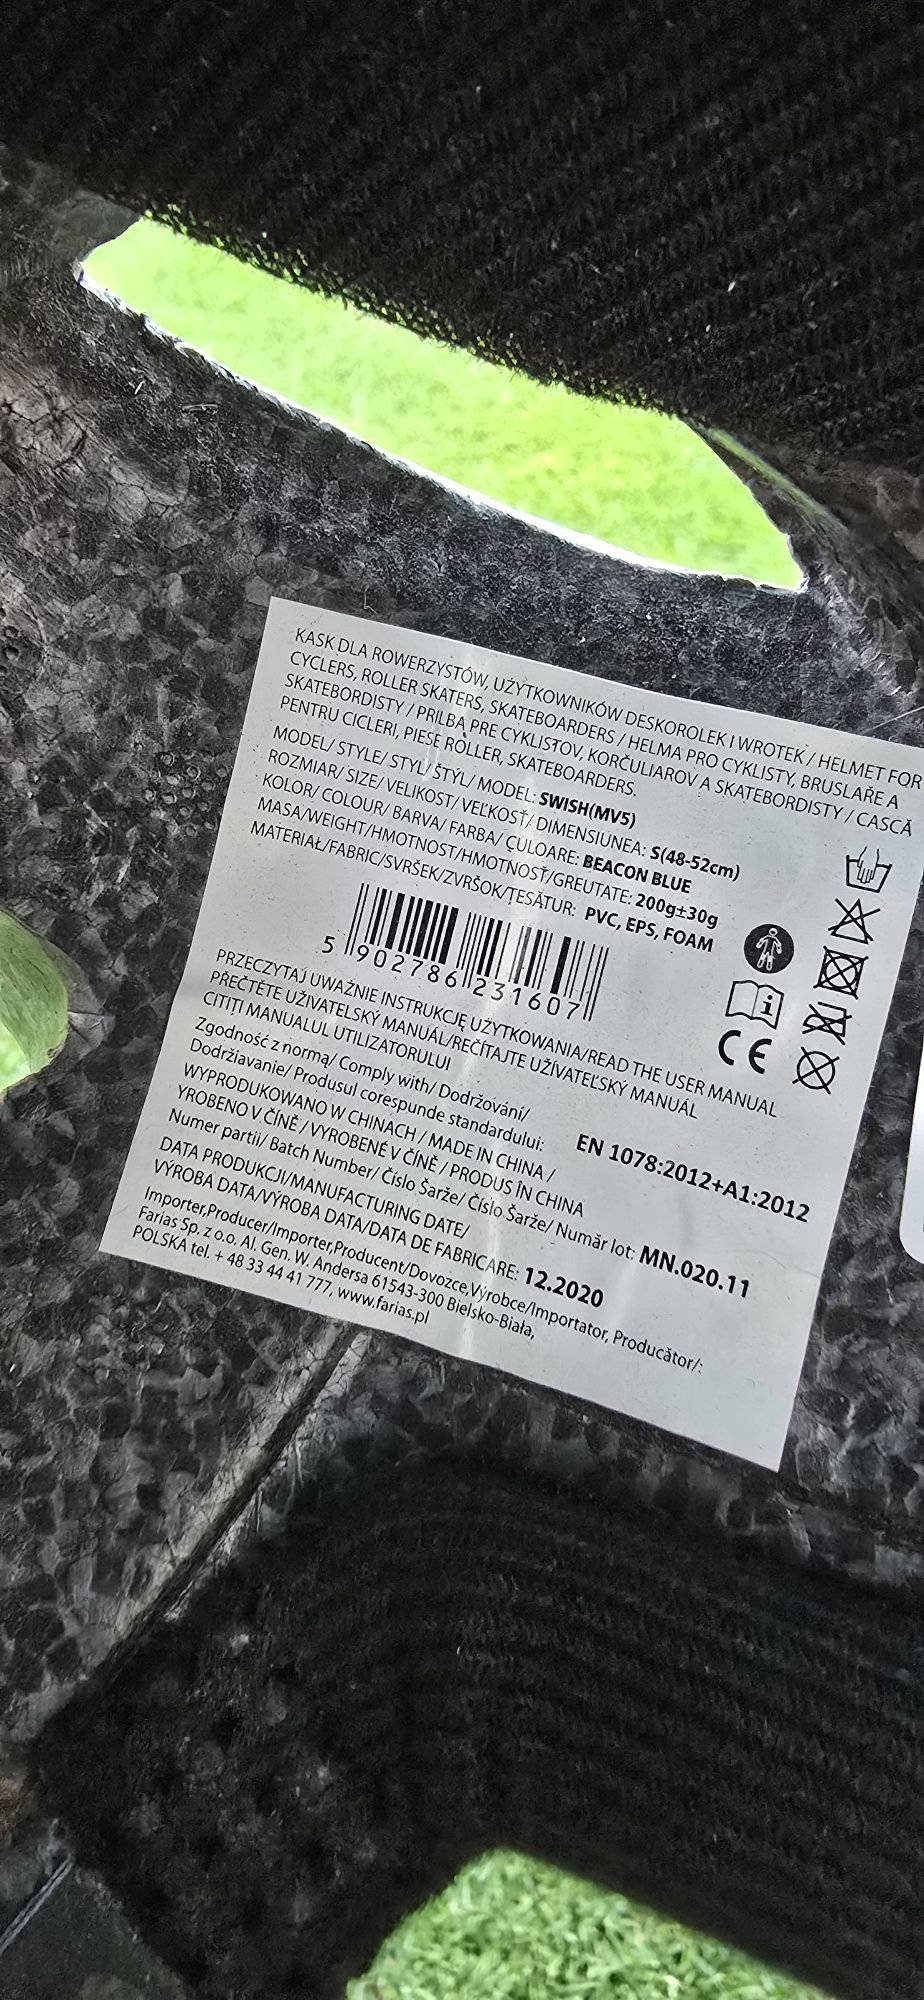 KASK DLA ROWERZYSTÓW, UŻYTKOWNIKÓW DESKOROLEK I WROTEK / HELMET FOR
CYCLERS, ROLLER SKATERS, SKATEBOARDERS / HELMA PRO CYKLISTY, BRUSLAŘE A
SKATEBORDISTY / PRILBA PRE CYKLISTOV, KORČULIAROV A SKATEBORDISTY / CASCĂ
PENTRU CICLERI, PIESE ROLLER, SKATEBOARDERS.
MODEL/ STYLE/ STYL/ ŠTÝL/ MODEL: SWISH(MV5)
ROZMIAR/ SIZE/ VELIKOST/ VEĽKOSŤ/ DIMENSIUNEA: S(48-52cm)
KOLOR/ COLOUR/ BARVA/ FARBA/ CULOARE: BEACON BLUE
MASA/WEIGHT/HMOTNOST/HMOTNOSŤ/GREUTATE: 200g±30g
MATERIAŁ/FABRIC/SVRŠEK/ZVRŠOK/ȚESĂTUR: PVC, EPS, FOAM
5 902786 231607
PRZECZYTAJ UWAŻNIE INSTRUKCJĘ UŻYTKOWANIA/READ THE USER MANUAL
PŘEČTĚTE UŽIVATELSKÝ MANUÁL/REČÍTAJTE UŽÍVATEĽSKÝ MANUÁL
CITIȚI MANUALUL UTILIZATORULUI
Zgodność z normą/ Comply with/ Dodržování/
Dodržiavanie/ Produsul corespunde standardului: EN 1078:2012+A1:2012
WYPRODUKOWANO W CHINACH / MADE IN CHINA /
YROBENO V ČÍNĚ / VYROBENÉ V ČÍNĚ / PRODUS ÎN CHINA
Numer partii/ Batch Number/ Číslo Šarže/ Číslo Šarže/ Număr lot: MN.020.11
DATA PRODUKCJI/MANUFACTURING DATE/
VÝROBA DATA/VÝROBA DATA/DATA DE FABRICARE: 12.2020
Importer,Producer/Importer,Producent/Dovozce,Výrobce/Importator, Producător/:
Farias Sp. z o.o. Al. Gen. W. Andersa 61543-300 Bielsko-Biała,
POLSKA tel. + 48 33 44 41 777, www.farias.pl